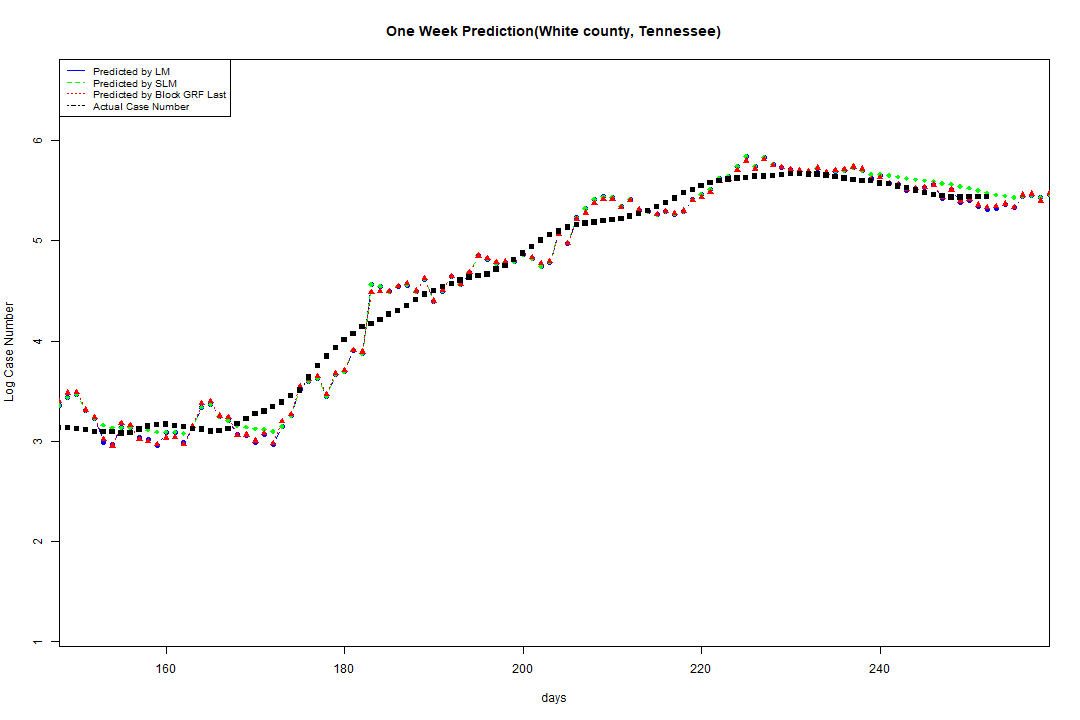 One Week Prediction(White county, Tennessee)
Predicted by LM
Predicted by SLM
Predicted by Block GRF Last
Actual Case Number
Log Case Number
6
5
4
3
2
1
160 180 200 220 240
days